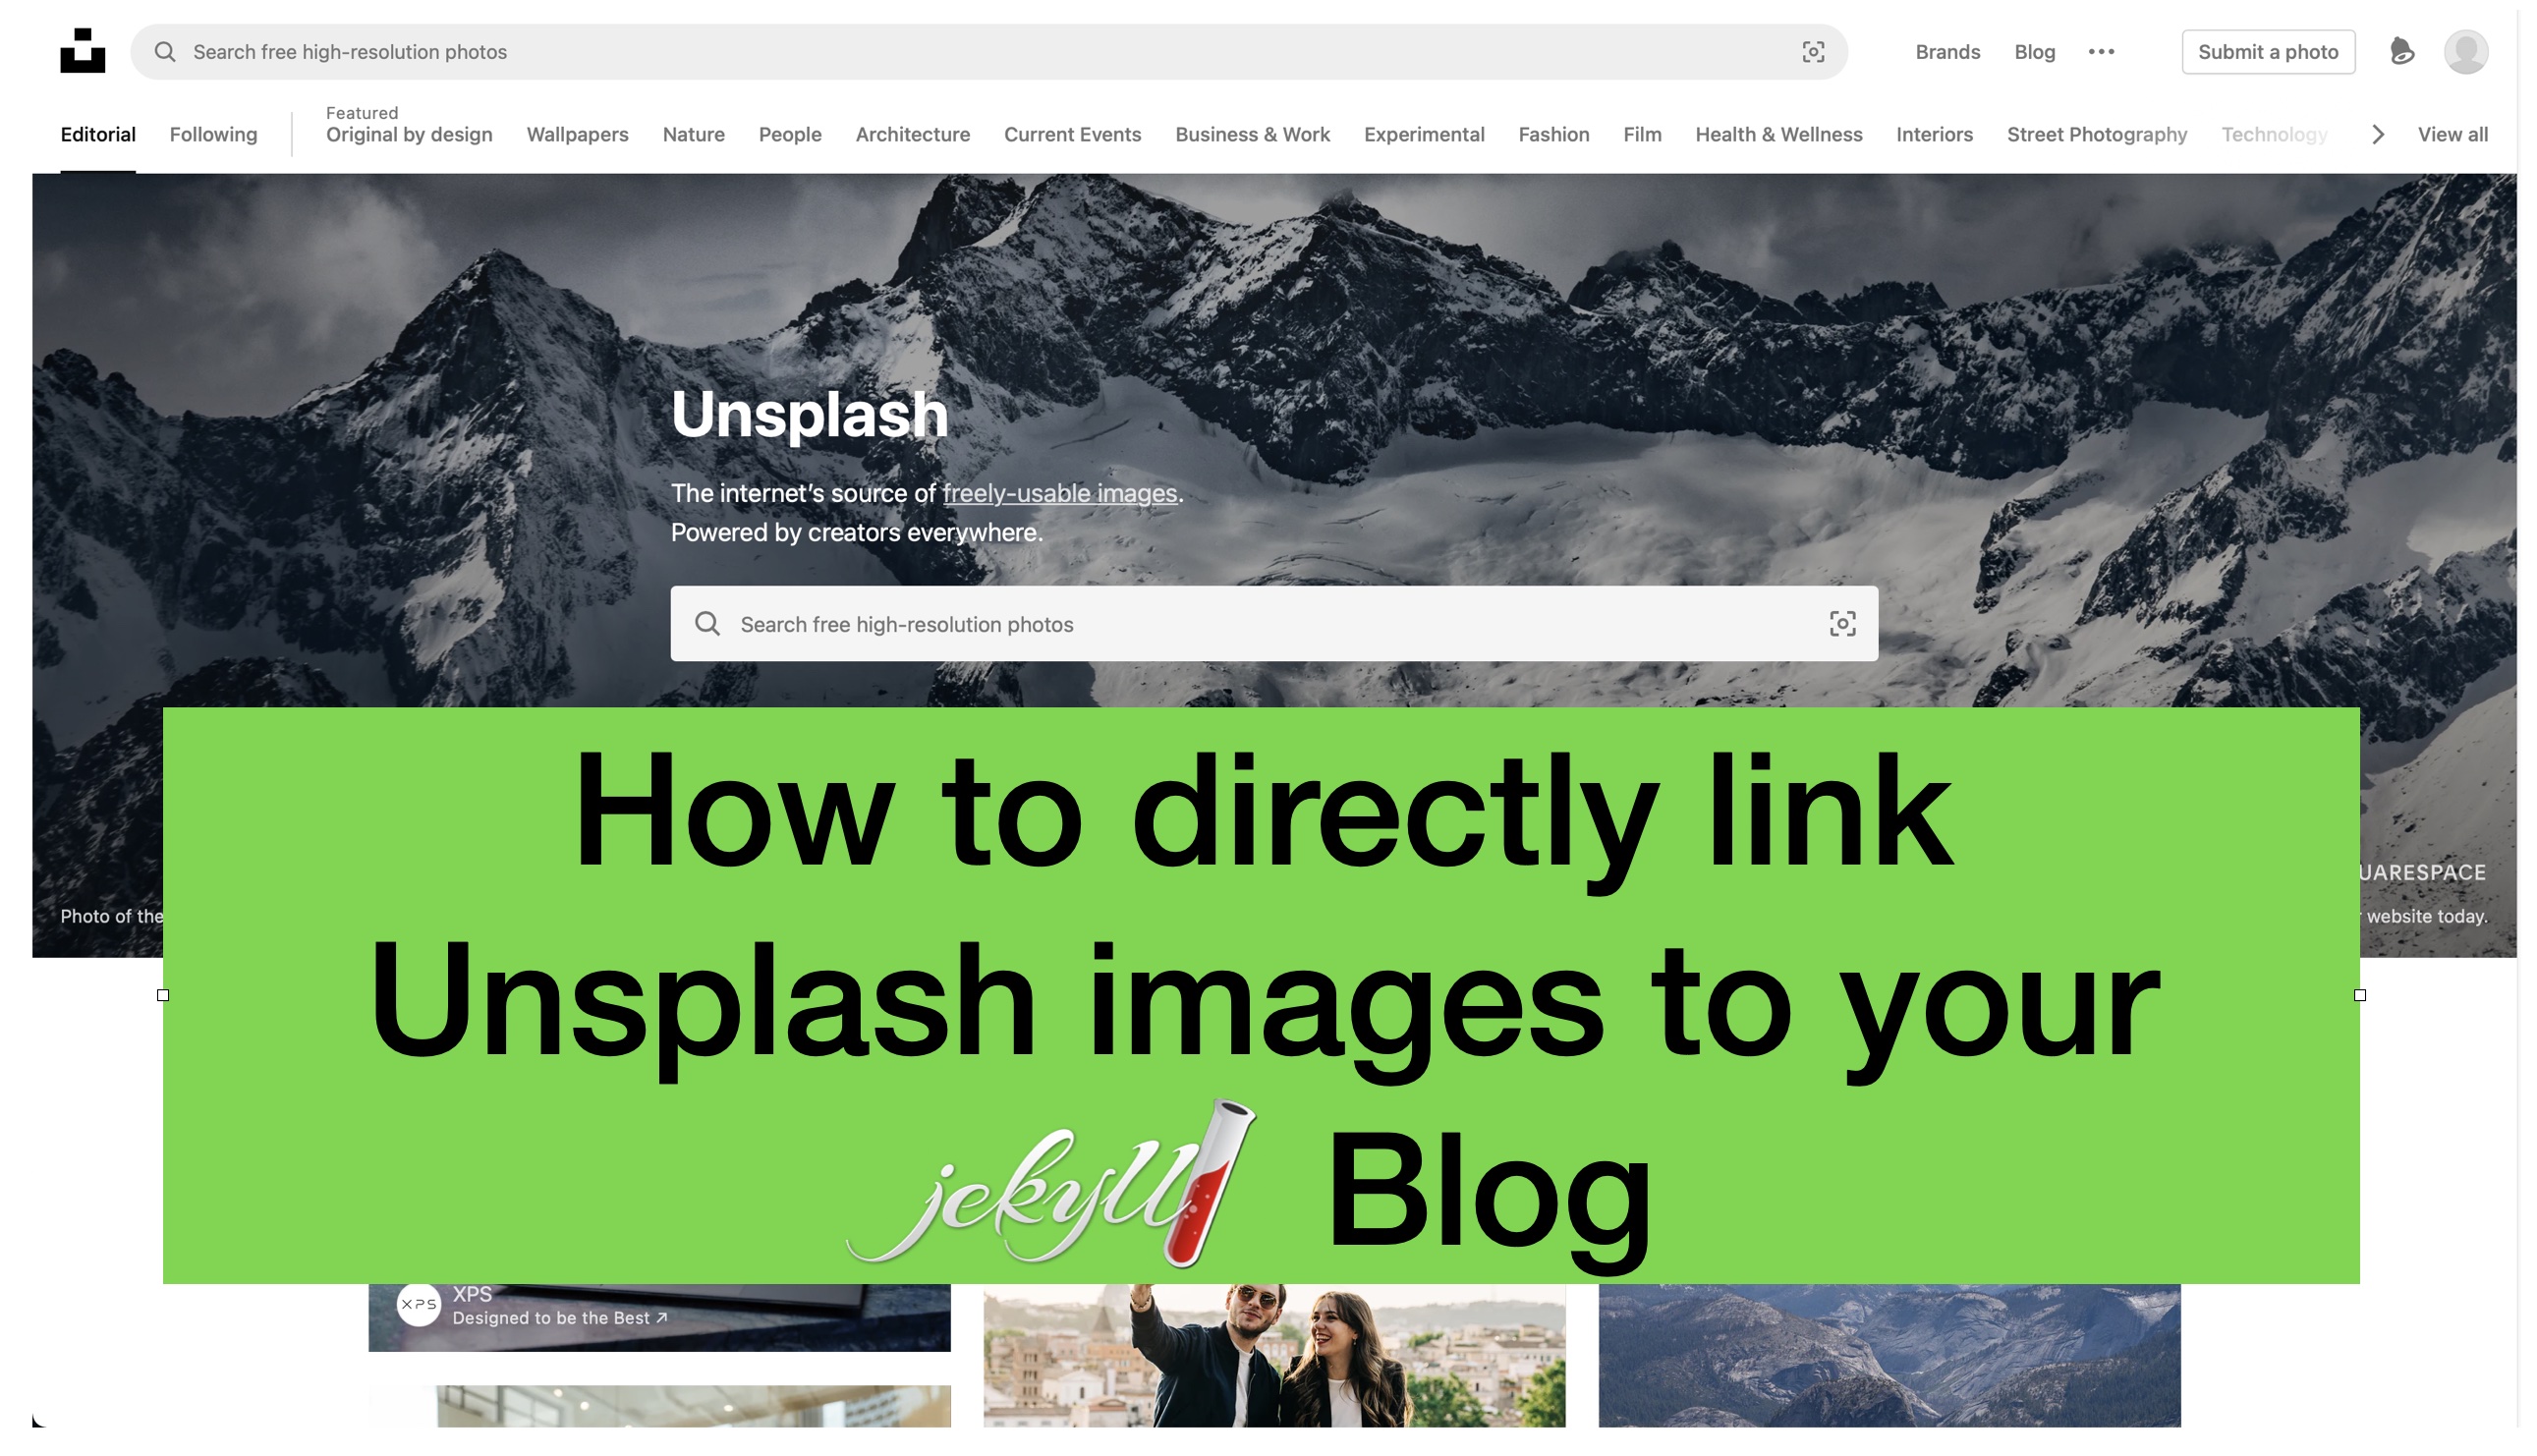 Search free high-resolution photos
Brands
Blog
Submit a photo
Editorial
Following
Featured
Original by design
Wallpapers
Nature
People
Architecture
Current Events
Business & Work
Experimental
Fashion
Film
Health & Wellness
Interiors
Street Photography
Technology
View all
Unsplash
The internet's source of freely-usable images.
Powered by creators everywhere.
Search free high-resolution photos
How to directly link
Unsplash images to your
jekyll Blog
UARESPACE
Photo of the
website today.
XPS
XPS
Designed to be the Best ↗